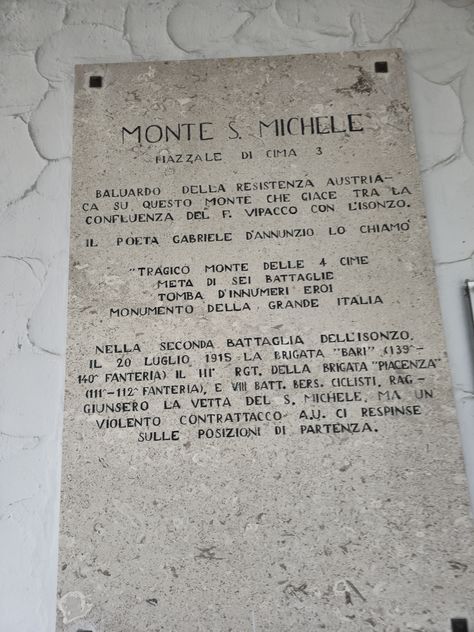 MONTE S. MICHELE
PIAZZALE DI CIMA 3
BALUARDO DELLA RESISTENZA AUSTRIA-
CA SU QUESTO MONTE CHE GIACE TRA LA
CONFLUENZA DEL F. VIPACCO CON L'ISONZO.
IL POETA GABRIELE D'ANNUNZIO LO CHIAMO'
"TRAGICO MONTE DELLE 4 CIME
META DI SEI BATTAGLIE
TOMBA D'INNUMERI EROI
MONUMENTO DELLA GRANDE ITALIA
NELLA SECONDA BATTAGLIA DELL'ISONZO,
IL 20 LUGLIO 1915 LA BRIGATA "BARI" (139^-
140^ FANTERIA) IL 111° RGT. DELLA BRIGATA "PIACENZA"
(111^-112^ FANTERIA), E VIII BATT. BERS. CICLISTI, RAG-
GIUNSERO LA VETTA DEL S. MICHELE, MA UN
VIOLENTO CONTRATTACCO A.U. CI RESPINSE
SULLE POSIZIONI DI PARTENZA.